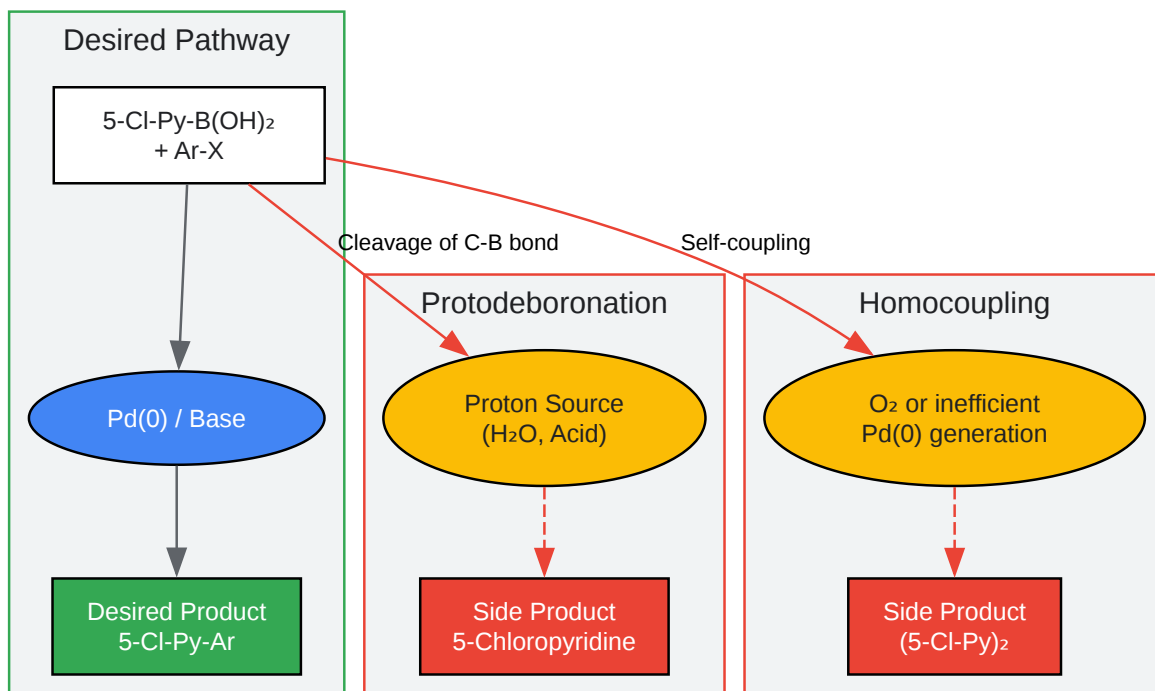 Desired Pathway
5-Cl-Py-B(OH)₂
+ Ar-X
Cleavage of C-B bond
Self-coupling
Protodeboronation
Homocoupling
Pd(0) / Base
Proton Source
(H₂O, Acid)
O₂ or inefficient
Pd(0) generation
Desired Product
5-Cl-Py-Ar
Side Product
5-Chloropyridine
Side Product
(5-Cl-Py)₂